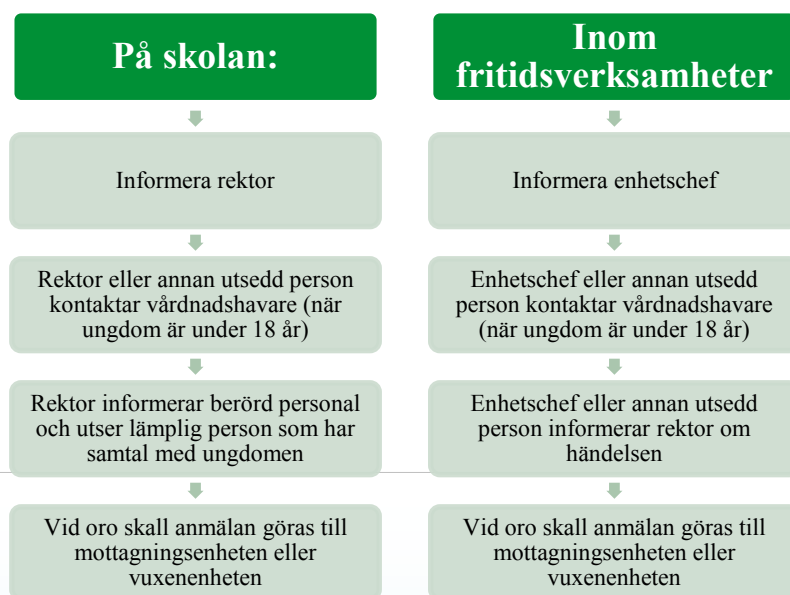 På skolan:
Informera rektor
Rektor eller annan utsedd person
kontaktar vårdnadshavare (när
ungdom är under 18 år)
Rektor informerar berörd personal
och utser lämplig person som har
samtal med ungdomen
Vid oro skall anmälan göras till
mottagningsenheten eller
vuxenenheten
Inom
fritidsverksamheter
Informera enhetschef
Enhetschef eller annan utsedd
person kontaktar vårdnadshavare
(när ungdom är under 18 år)
Enhetschef eller annan utsedd
person informerar rektor om
händelsen
Vid oro skall anmälan göras till
mottagningsenheten eller
vuxenenheten